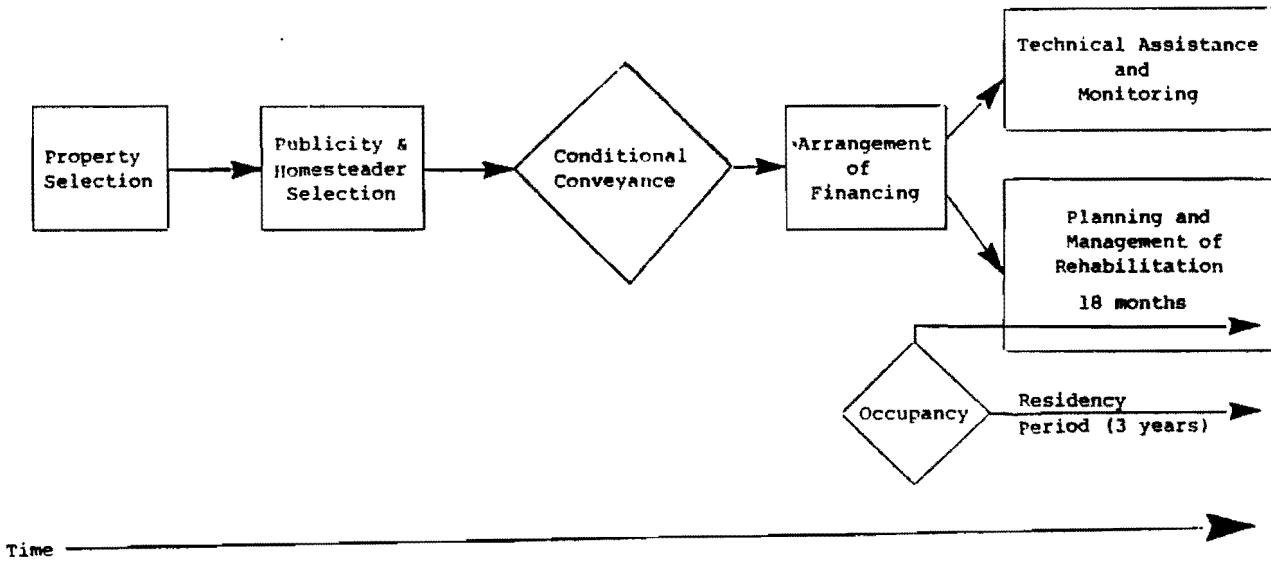 Property
Selection
Publicity &
Homesteader
Selection
Conditional
Conveyance
Arrangement
of
Financing
Technical Assistance
and
Monitoring
Planning and
Management of
Rehabilitation
18 months
Occupancy
Residency
Period (3 years)
Time